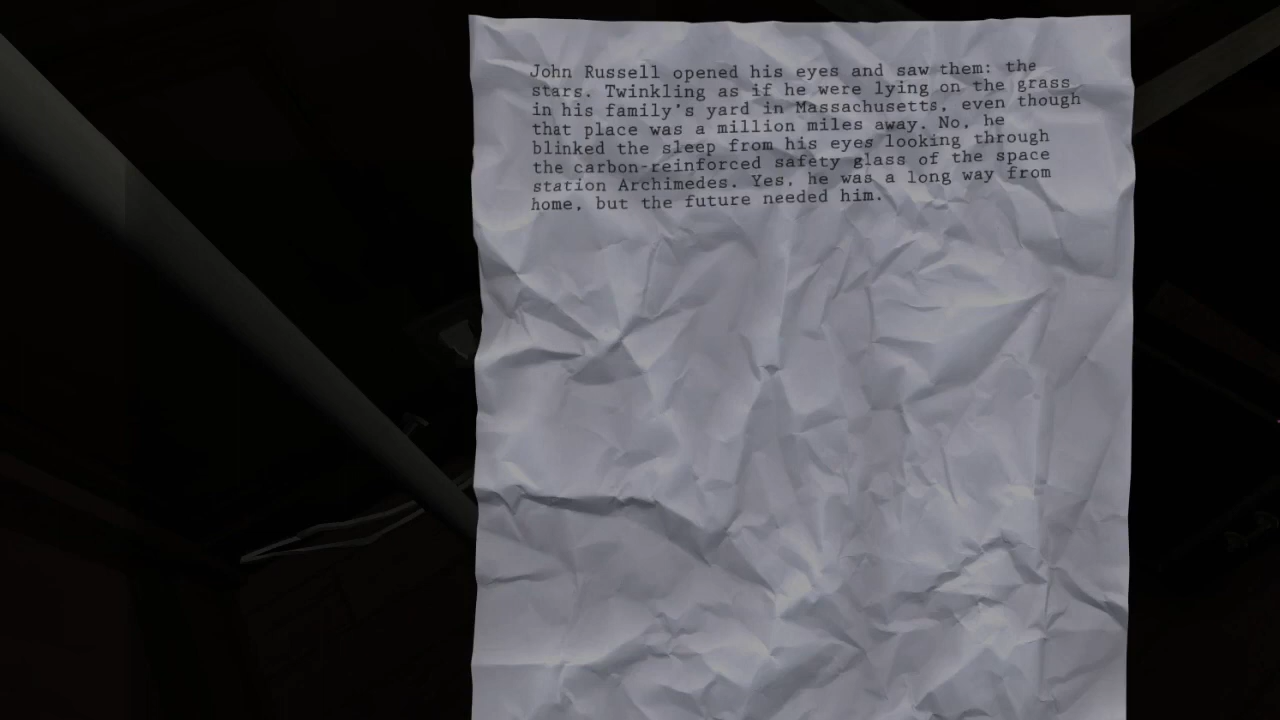 John Russell opened his eyes and saw them: the
stars. Twinkling as if he were lying on the grass
in his family's yard in Massachusetts, even though
that place was a million miles away. No, he
blinked the sleep from his eyes looking through
the carbon-reinforced safety glass of the space
station Archimedes. Yes, he was a long way from
home, but the future needed him.